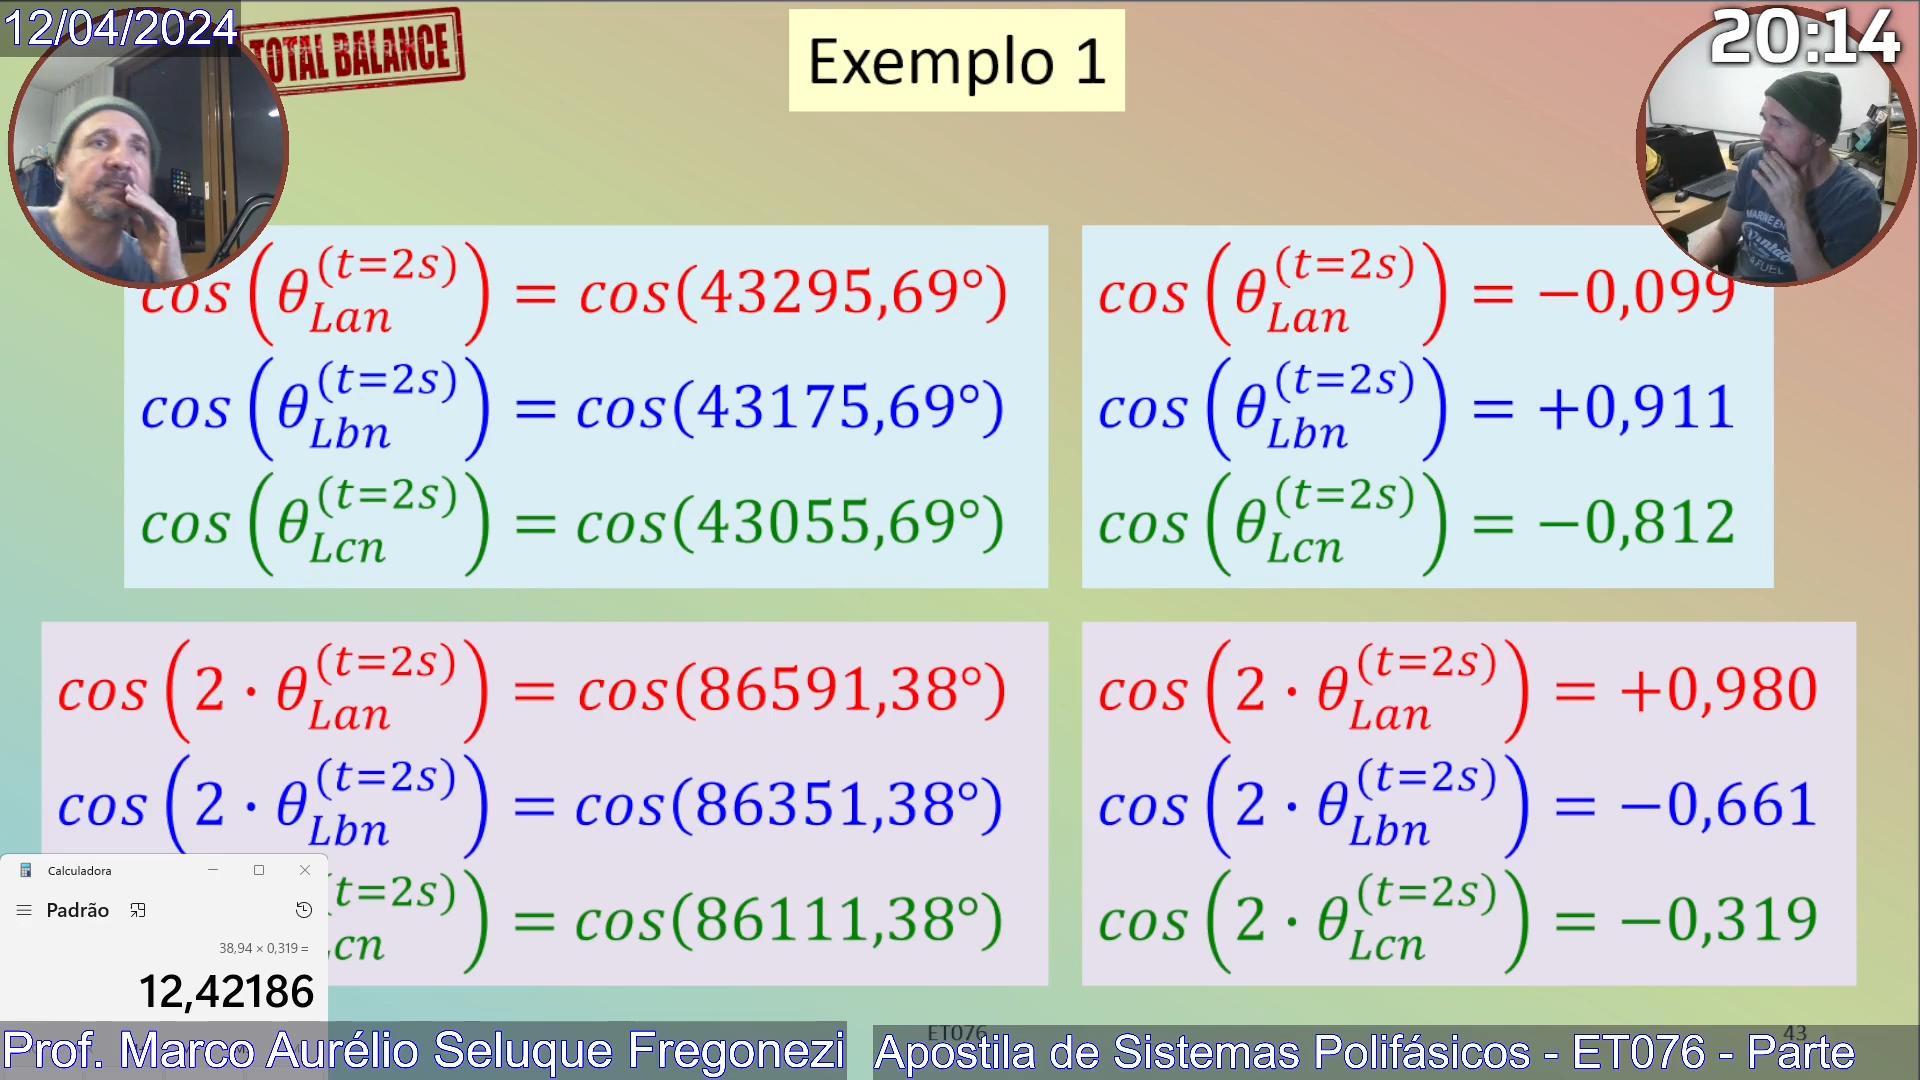 12/04/2024
TOTAL BALANCE
Exemplo 1
20:14
cos(θ_Lan^(t=2s)) = cos(43295,69°)
cos(θ_Lbn^(t=2s)) = cos(43175,69°)
cos(θ_Lcn^(t=2s)) = cos(43055,69°)
cos(θ_Lan^(t=2s)) = −0,099
cos(θ_Lbn^(t=2s)) = +0,911
cos(θ_Lcn^(t=2s)) = −0,812
cos(2 · θ_Lan^(t=2s)) = cos(86591,38°)
cos(2 · θ_Lbn^(t=2s)) = cos(86351,38°)
(t=2s) cn) = cos(86111,38°)
cos(2 · θ_Lan^(t=2s)) = +0,980
cos(2 · θ_Lbn^(t=2s)) = −0,661
cos(2 · θ_Lcn^(t=2s)) = −0,319
Calculadora
Padrão
38,94 × 0,319 =
12,42186
ET076
43
Prof. Marco Aurélio Seluque Fregonezi
Apostila de Sistemas Polifásicos - ET076 - Parte